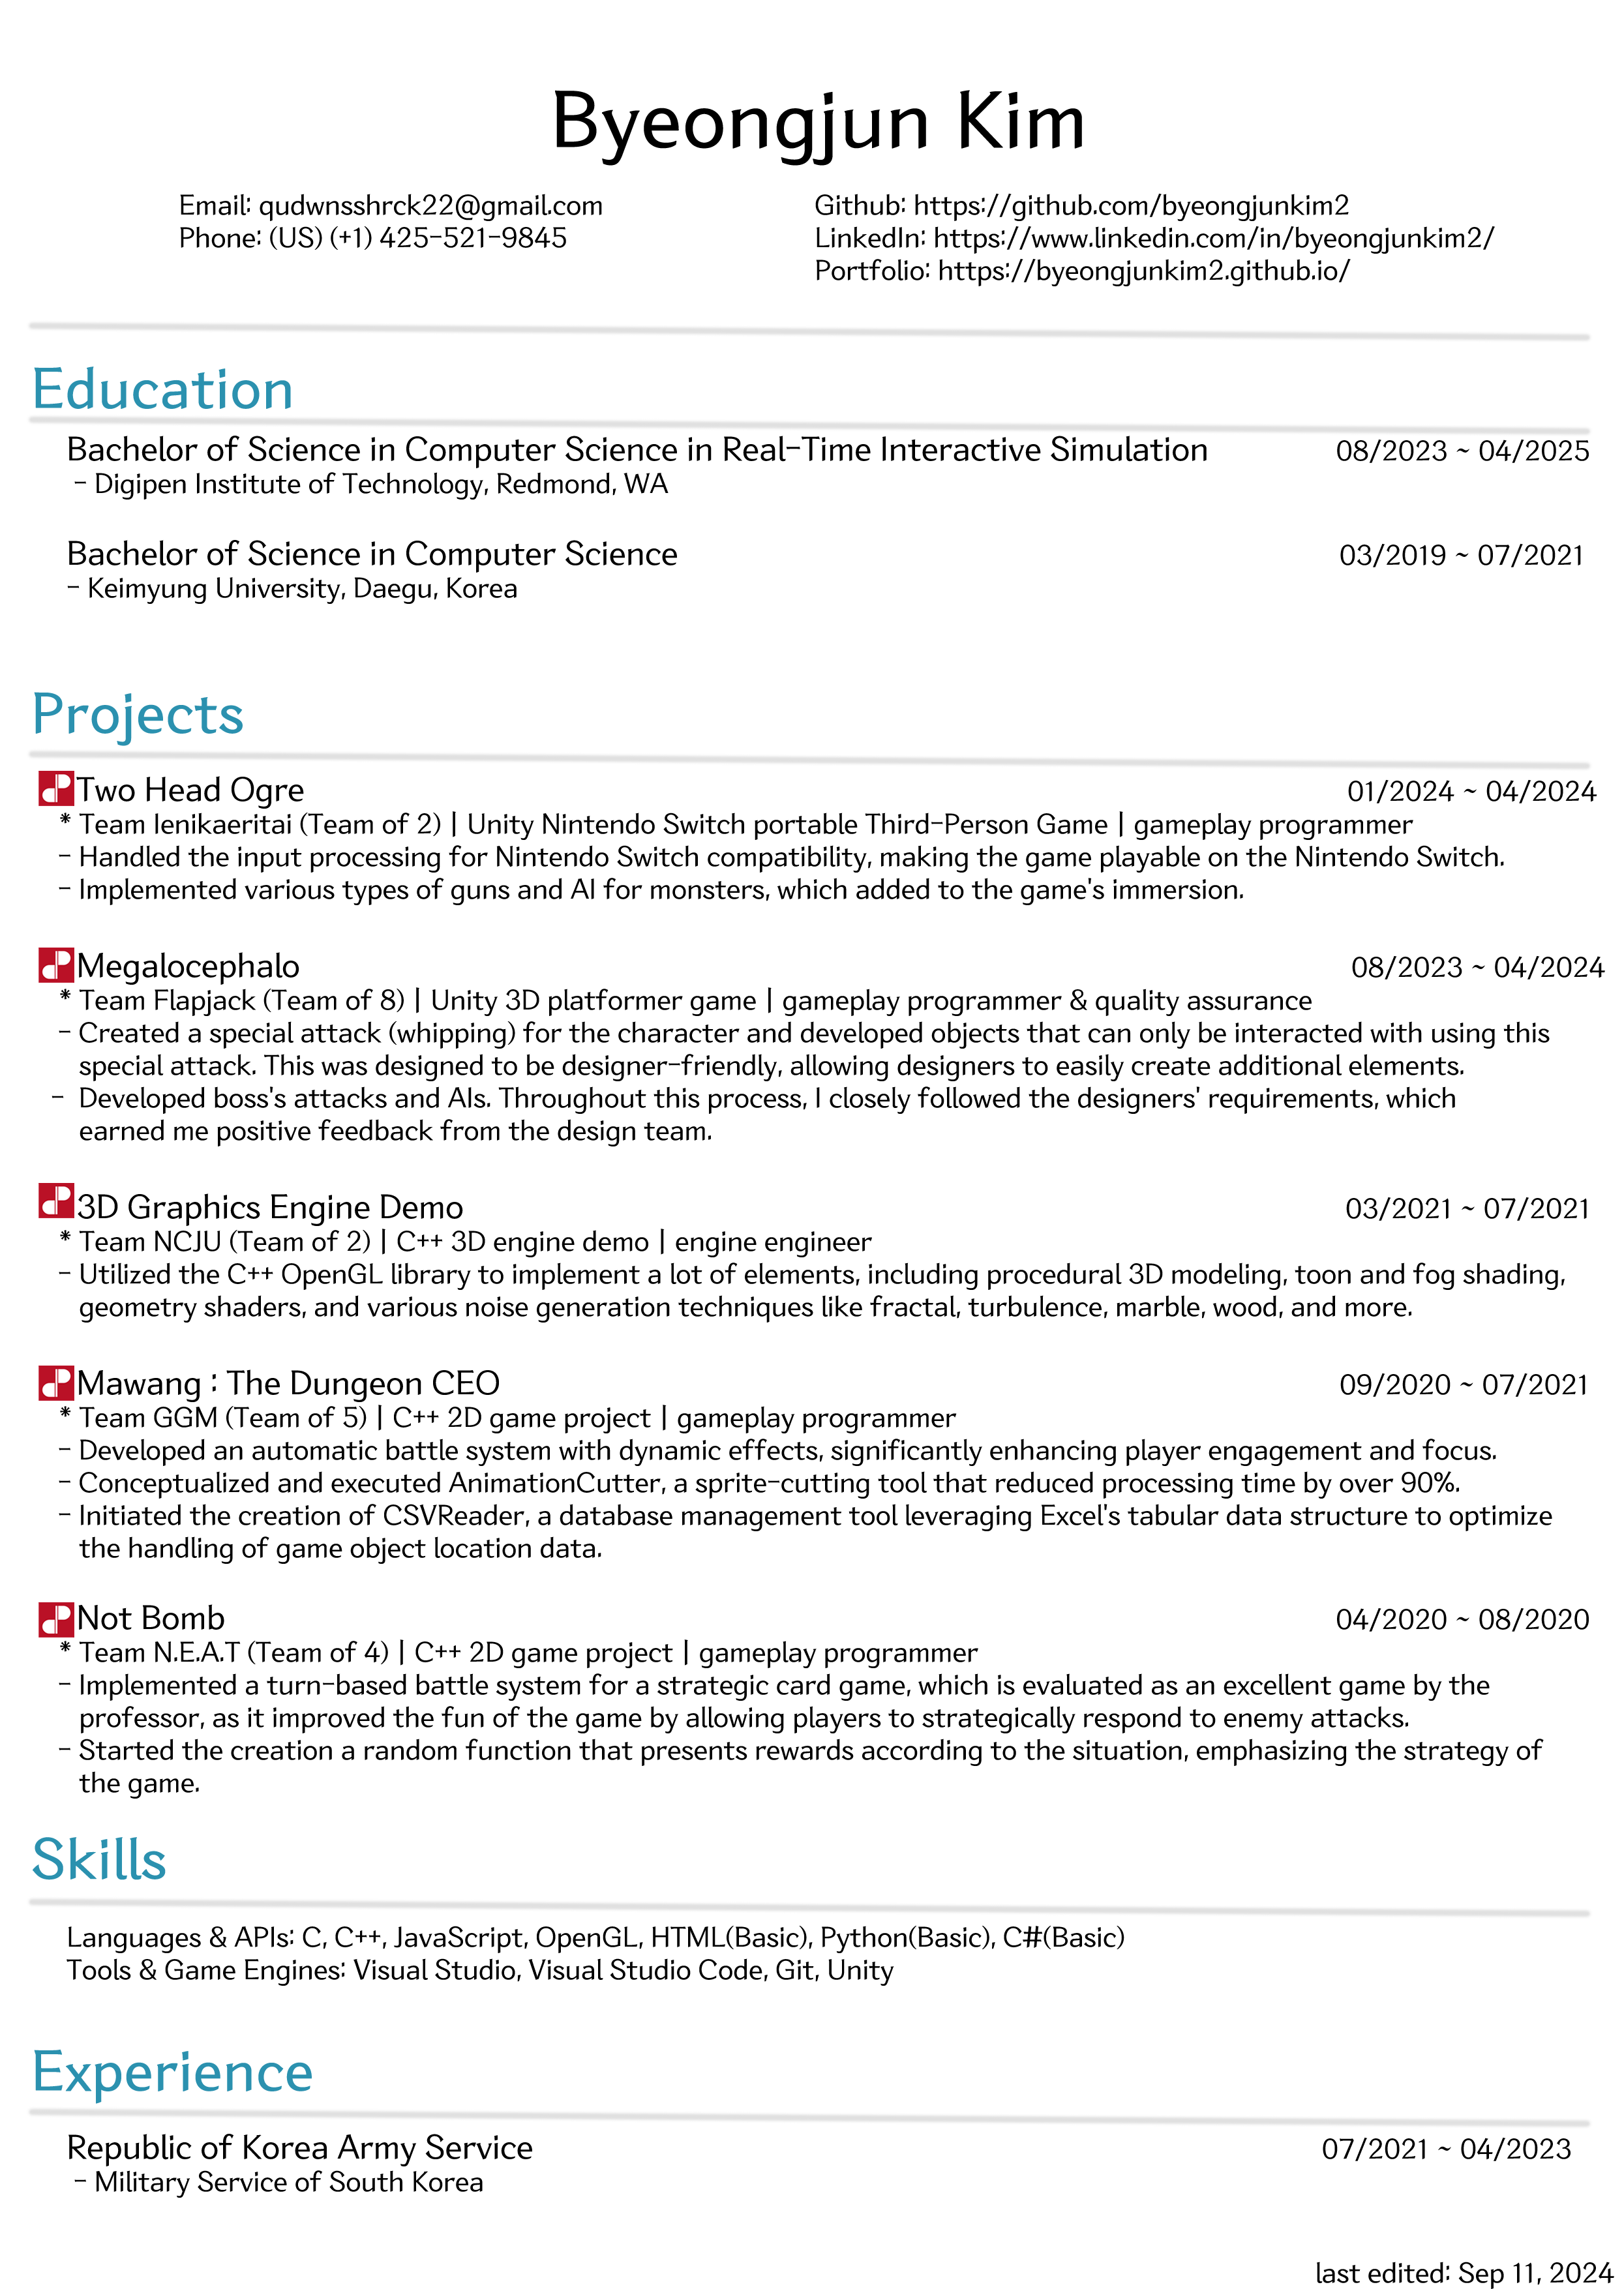 Byeongjun Kim
Email: qudwnsshrck22@gmail.com
Phone: (US) (+1) 425-521-9845
Github: https://github.com/byeongjunkim2
LinkedIn: https://www.linkedin.com/in/byeongjunkim2/
Portfolio: https://byeongjunkim2.github.io/
Education
Bachelor of Science in Computer Science in Real-Time Interactive Simulation 08/2023 ~ 04/2025
- Digipen Institute of Technology, Redmond, WA
Bachelor of Science in Computer Science 03/2019 ~ 07/2021
- Keimyung University, Daegu, Korea
Projects
Two Head Ogre 01/2024 ~ 04/2024
* Team Ienikaeritai (Team of 2) | Unity Nintendo Switch portable Third-Person Game | gameplay programmer
- Handled the input processing for Nintendo Switch compatibility, making the game playable on the Nintendo Switch.
- Implemented various types of guns and AI for monsters, which added to the game's immersion.
Megalocephalo 08/2023 ~ 04/2024
* Team Flapjack (Team of 8) | Unity 3D platformer game | gameplay programmer & quality assurance
- Created a special attack (whipping) for the character and developed objects that can only be interacted with using this
special attack. This was designed to be designer-friendly, allowing designers to easily create additional elements.
- Developed boss's attacks and AIs. Throughout this process, I closely followed the designers' requirements, which
earned me positive feedback from the design team.
3D Graphics Engine Demo 03/2021 ~ 07/2021
* Team NCJU (Team of 2) | C++ 3D engine demo | engine engineer
- Utilized the C++ OpenGL library to implement a lot of elements, including procedural 3D modeling, toon and fog shading,
geometry shaders, and various noise generation techniques like fractal, turbulence, marble, wood, and more.
Mawang : The Dungeon CEO 09/2020 ~ 07/2021
* Team GGM (Team of 5) | C++ 2D game project | gameplay programmer
- Developed an automatic battle system with dynamic effects, significantly enhancing player engagement and focus.
- Conceptualized and executed AnimationCutter, a sprite-cutting tool that reduced processing time by over 90%.
- Initiated the creation of CSVReader, a database management tool leveraging Excel's tabular data structure to optimize
the handling of game object location data.
Not Bomb 04/2020 ~ 08/2020
* Team N.E.A.T (Team of 4) | C++ 2D game project | gameplay programmer
- Implemented a turn-based battle system for a strategic card game, which is evaluated as an excellent game by the
professor, as it improved the fun of the game by allowing players to strategically respond to enemy attacks.
- Started the creation a random function that presents rewards according to the situation, emphasizing the strategy of
the game.
Skills
Languages & APIs: C, C++, JavaScript, OpenGL, HTML(Basic), Python(Basic), C#(Basic)
Tools & Game Engines: Visual Studio, Visual Studio Code, Git, Unity
Experience
Republic of Korea Army Service 07/2021 ~ 04/2023
- Military Service of South Korea
last edited: Sep 11, 2024